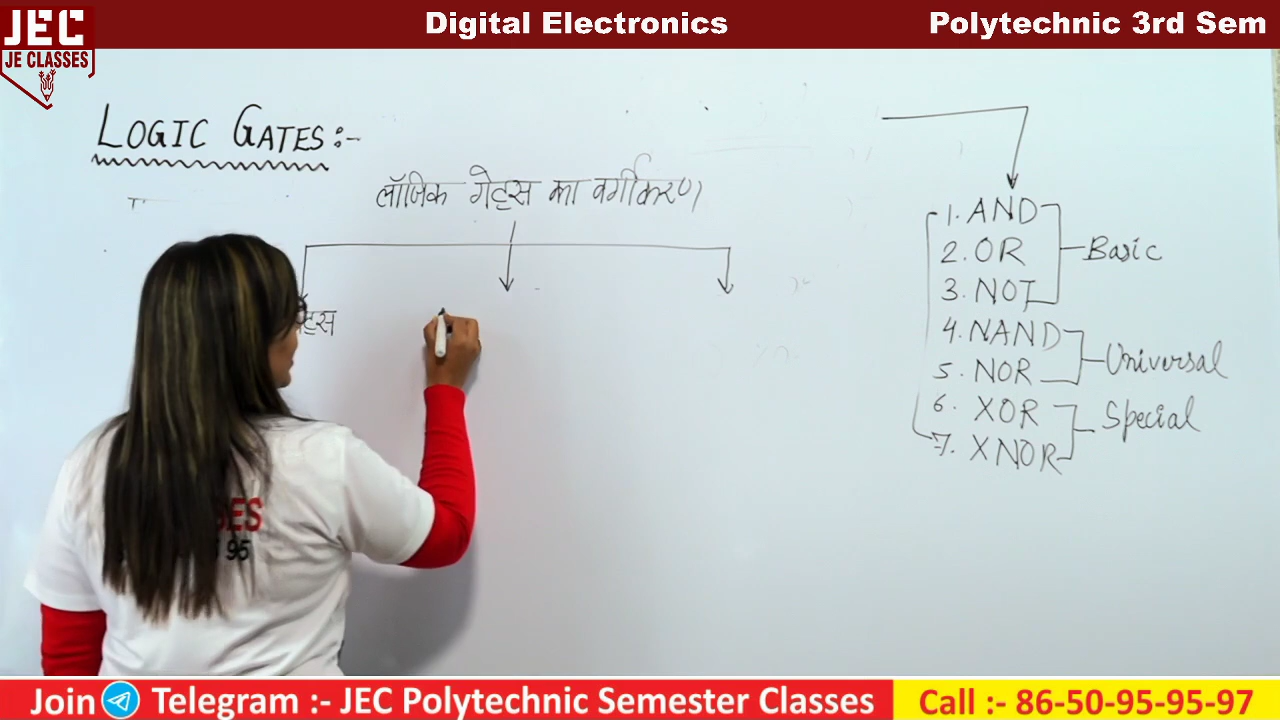 JEC
JE CLASSES
Digital Electronics
Polytechnic 3rd Sem
LOGIC GATES:-
लॉजिक गेट्स का वर्गीकरण
1. AND
2. OR
3. NOT
Basic
4. NAND
5. NOR
Universal
6. XOR
7. XNOR
Special
गेट्स
SES
95
Join Telegram :- JEC Polytechnic Semester Classes
Call :- 86-50-95-95-97